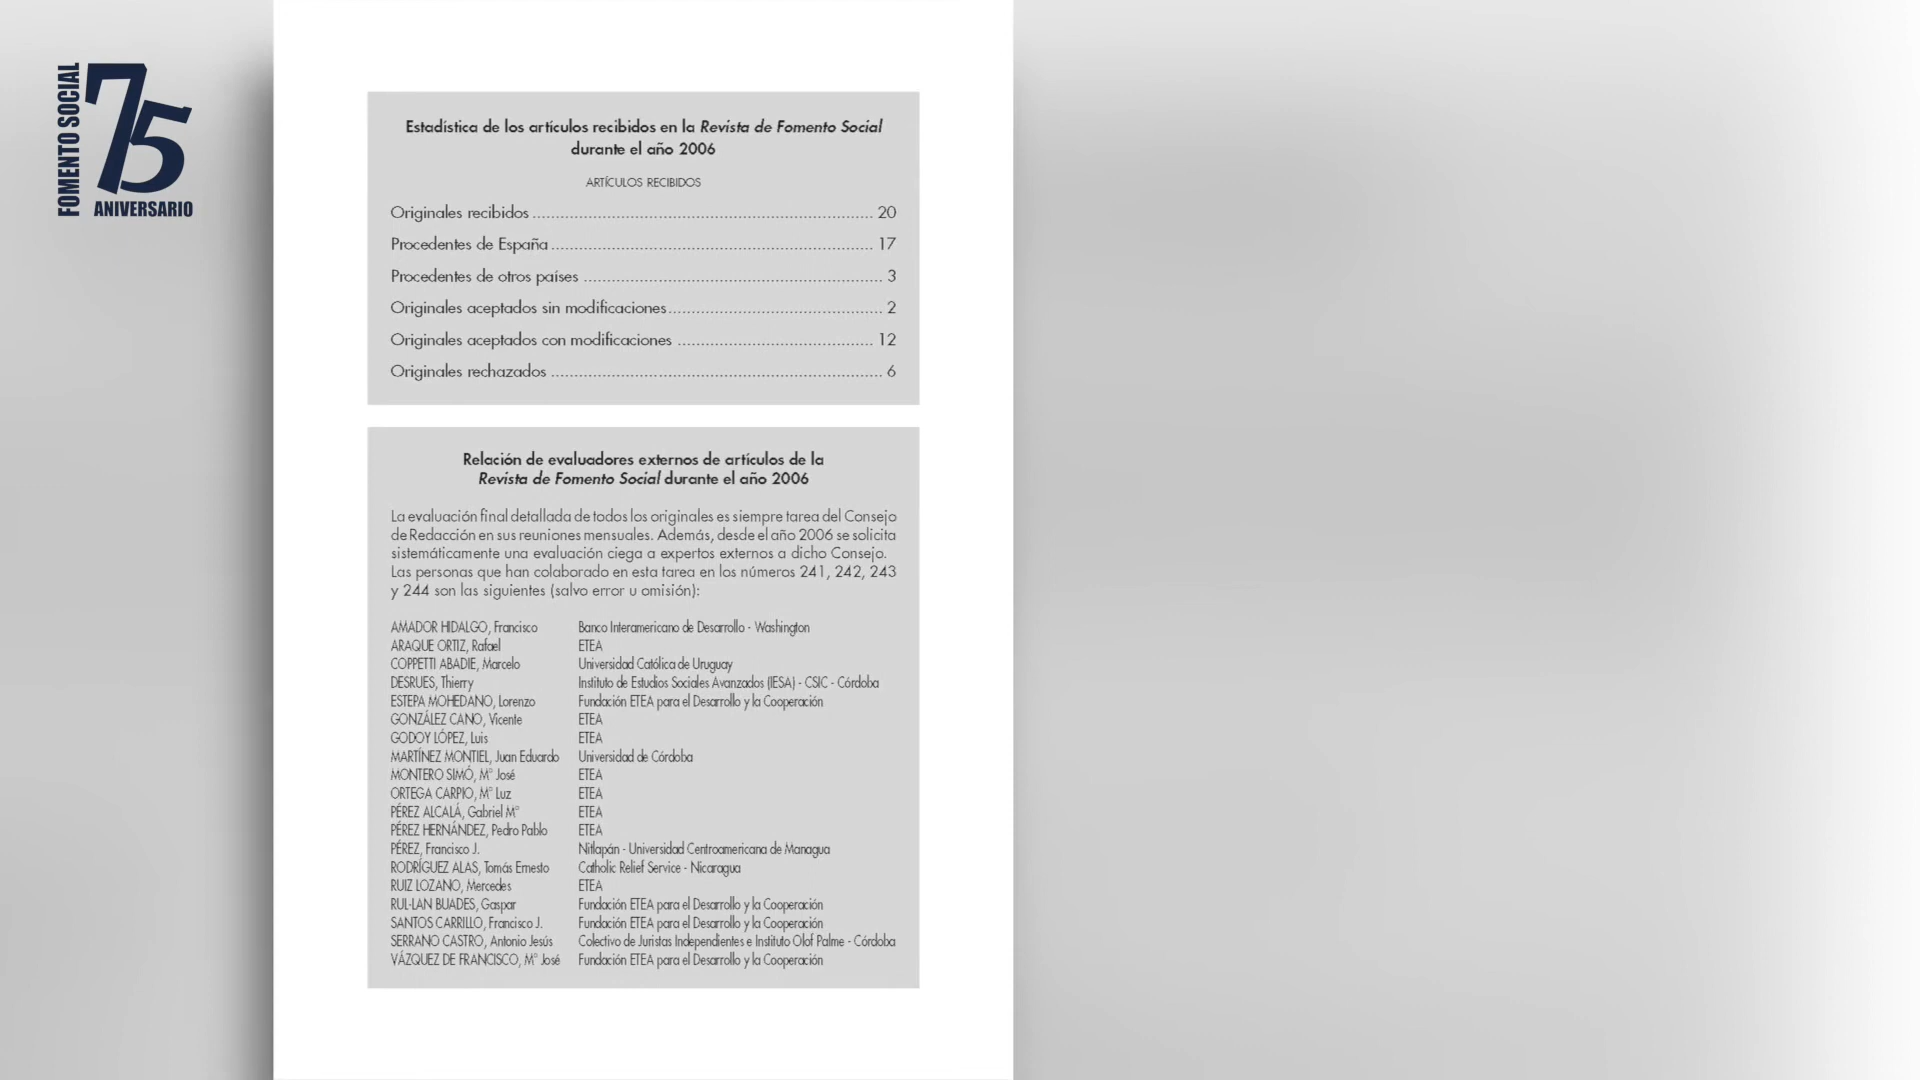 FOMENTO SOCIAL
75
ANIVERSARIO
Estadística de los artículos recibidos en la Revista de Fomento Social
durante el año 2006
ARTÍCULOS RECIBIDOS
Originales recibidos ........................................................................ 20
Procedentes de España .................................................................... 17
Procedentes de otros países ............................................................... 3
Originales aceptados sin modificaciones............................................. 2
Originales aceptados con modificaciones .......................................... 12
Originales rechazados ...................................................................... 6
Relación de evaluadores externos de artículos de la
Revista de Fomento Social durante el año 2006
La evaluación final detallada de todos los originales es siempre tarea del Consejo
de Redacción en sus reuniones mensuales. Además, desde el año 2006 se solicita
sistemáticamente una evaluación ciega a expertos externos a dicho Consejo.
Las personas que han colaborado en esta tarea en los números 241, 242, 243
y 244 son las siguientes (salvo error u omisión):
AMADOR HIDALGO, Francisco Banco Interamericano de Desarrollo - Washington
ARAQUE ORTIZ, Rafael ETEA
COPPETTI ABADIE, Marcelo Universidad Católica de Uruguay
DESRUES, Thierry Instituto de Estudios Sociales Avanzados (IESA) - CSIC - Córdoba
ESTEPA MOHEDANO, Lorenzo Fundación ETEA para el Desarrollo y la Cooperación
GONZÁLEZ CANO, Vicente ETEA
GODOY LÓPEZ, Luis ETEA
MARTÍNEZ MONTIEL, Juan Eduardo Universidad de Córdoba
MONTERO SIMÓ, Mª José ETEA
ORTEGA CARPIO, Mª Luz ETEA
PÉREZ ALCALÁ, Gabriel Mª ETEA
PÉREZ HERNÁNDEZ, Pedro Pablo ETEA
PÉREZ, Francisco J. Nitlapán - Universidad Centroamericana de Managua
RODRÍGUEZ ALAS, Tomás Ernesto Catholic Relief Service - Nicaragua
RUIZ LOZANO, Mercedes ETEA
RUL-LAN BUADES, Gaspar Fundación ETEA para el Desarrollo y la Cooperación
SANTOS CARRILLO, Francisco J. Fundación ETEA para el Desarrollo y la Cooperación
SERRANO CASTRO, Antonio Jesús Colectivo de Juristas Independientes e Instituto Olof Palme - Córdoba
VÁZQUEZ DE FRANCISCO, Mª José Fundación ETEA para el Desarrollo y la Cooperación